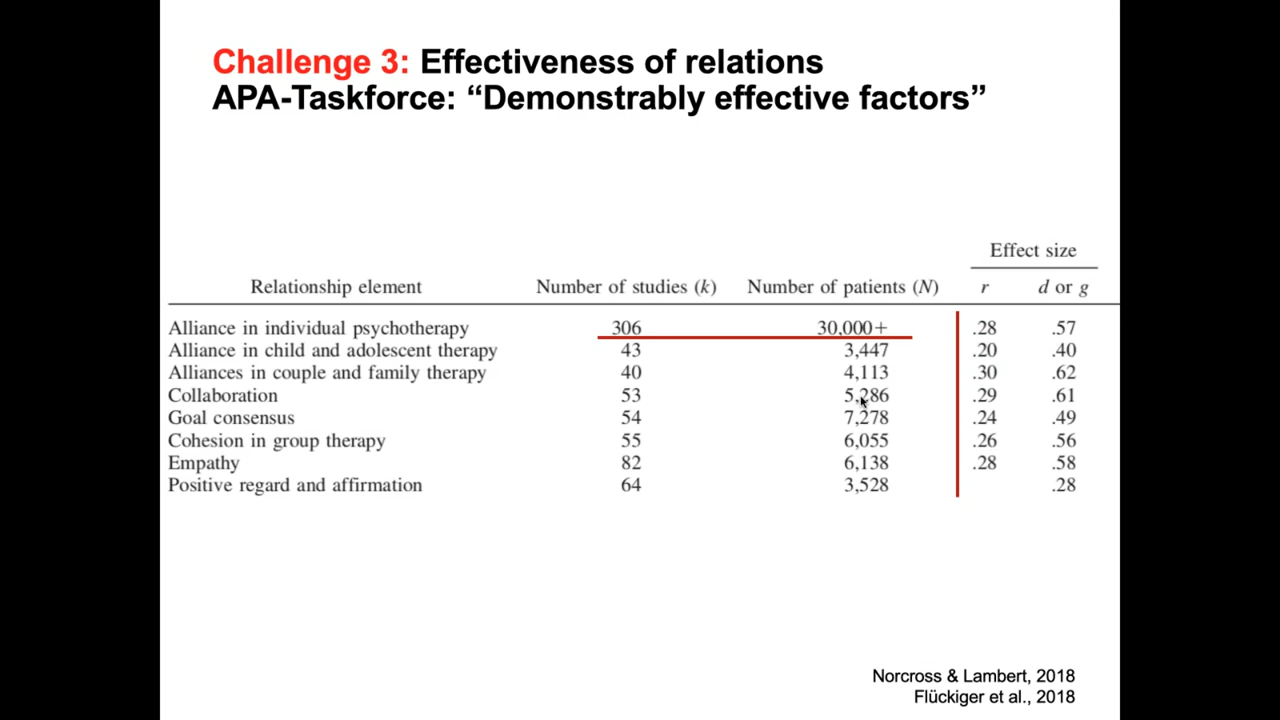 Challenge 3: Effectiveness of relations
APA-Taskforce: “Demonstrably effective factors”
Effect size
Relationship element Number of studies (k) Number of patients (N) r d or g
Alliance in individual psychotherapy 306 30,000+ .28 .57
Alliance in child and adolescent therapy 43 3,447 .20 .40
Alliances in couple and family therapy 40 4,113 .30 .62
Collaboration 53 5,286 .29 .61
Goal consensus 54 7,278 .24 .49
Cohesion in group therapy 55 6,055 .26 .56
Empathy 82 6,138 .28 .58
Positive regard and affirmation 64 3,528 .28
Norcross & Lambert, 2018
Flückiger et al., 2018